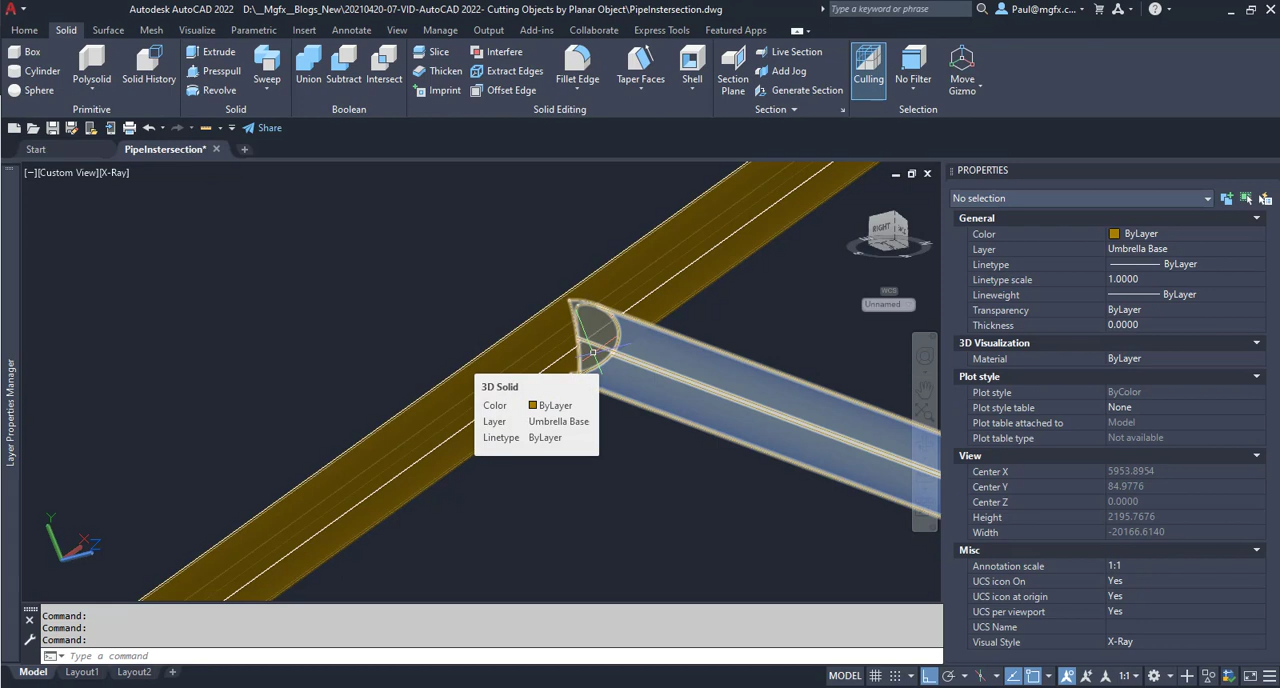 Autodesk AutoCAD 2022 - D:\__Mgfx__Blogs_New\20210420-07-VID-AutoCAD 2022- Cutting Objects by Planar Object\PipeInstersection.dwg
Type a keyword or phrase
Paul@mgfx.c...
Home Solid Surface Mesh Visualize Parametric Insert Annotate View Manage Output Add-ins Collaborate Express Tools Featured Apps
Box
Cylinder
Sphere
Polysolid
Solid History
Primitive
Extrude
Presspull
Revolve
Sweep
Solid
Union
Subtract
Intersect
Boolean
Slice
Thicken
Imprint
Interfere
Extract Edges
Offset Edge
Fillet Edge
Taper Faces
Shell
Solid Editing
Section
Plane
Live Section
Add Jog
Generate Section
Section
Culling
No Filter
Move
Gizmo
Selection
Share
Start
PipeInstersection*
[−][Custom View][X-Ray]
Layer Properties Manager
RIGHT
WCS
Unnamed
3D Solid
Color ByLayer
Layer Umbrella Base
Linetype ByLayer
Y
X
Z
PROPERTIES
No selection
General
Color ByLayer
Layer Umbrella Base
Linetype ByLayer
Linetype scale 1.0000
Lineweight ByLayer
Transparency ByLayer
Thickness 0.0000
3D Visualization
Material ByLayer
Plot style
Plot style ByColor
Plot style table None
Plot table attached to Model
Plot table type Not available
View
Center X 5953.8954
Center Y 84.9776
Center Z 0.0000
Height 2195.7676
Width -20166.6140
Misc
Annotation scale 1:1
UCS icon On Yes
UCS icon at origin Yes
UCS per viewport Yes
UCS Name
Visual Style X-Ray
Command:
Command:
Command:
Type a command
Model Layout1 Layout2
MODEL
1:1